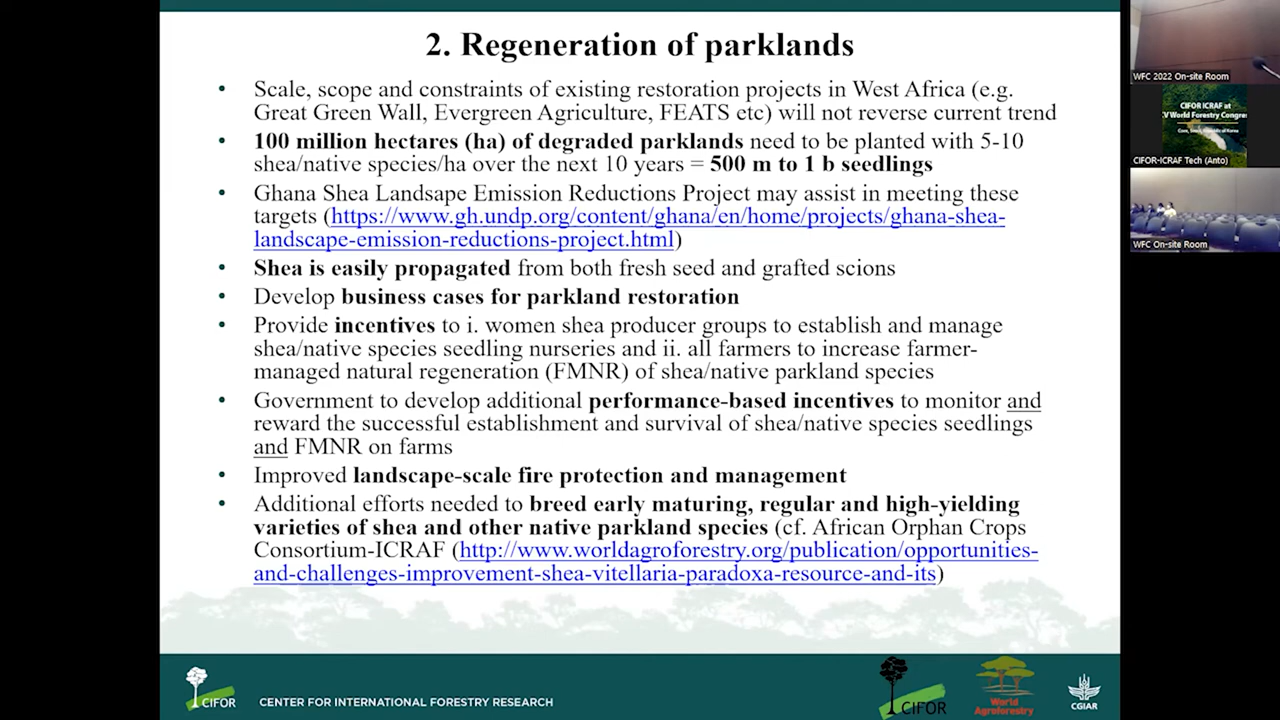 2. Regeneration of parklands
• Scale, scope and constraints of existing restoration projects in West Africa (e.g.
Great Green Wall, Evergreen Agriculture, FEATS etc) will not reverse current trend
• 100 million hectares (ha) of degraded parklands need to be planted with 5-10
shea/native species/ha over the next 10 years = 500 m to 1 b seedlings
• Ghana Shea Landsape Emission Reductions Project may assist in meeting these
targets (https://www.gh.undp.org/content/ghana/en/home/projects/ghana-shea-
landscape-emission-reductions-project.html)
• Shea is easily propagated from both fresh seed and grafted scions
• Develop business cases for parkland restoration
• Provide incentives to i. women shea producer groups to establish and manage
shea/native species seedling nurseries and ii. all farmers to increase farmer-
managed natural regeneration (FMNR) of shea/native parkland species
• Government to develop additional performance-based incentives to monitor and
reward the successful establishment and survival of shea/native species seedlings
and FMNR on farms
• Improved landscape-scale fire protection and management
• Additional efforts needed to breed early maturing, regular and high-yielding
varieties of shea and other native parkland species (cf. African Orphan Crops
Consortium-ICRAF (http://www.worldagroforestry.org/publication/opportunities-
and-challenges-improvement-shea-vitellaria-paradoxa-resource-and-its)
CIFOR
CENTER FOR INTERNATIONAL FORESTRY RESEARCH
CIFOR
World
Agroforestry
CGIAR
WFC 2022 On-site Room
CIFOR ICRAF at
V World Forestry Congres
CIFOR-ICRAF Tech (Anto)
WFC On-site Room